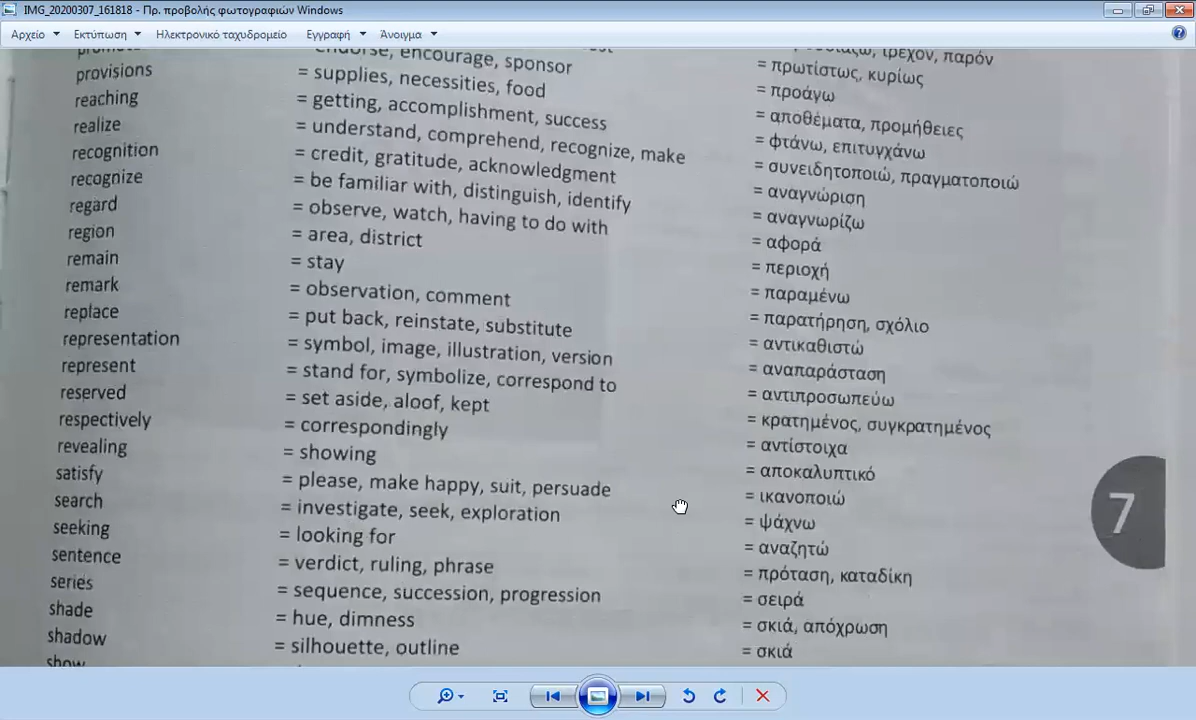 IMG_20200307_161818 - Πρ. προβολής φωτογραφιών Windows
Αρχείο Εκτύπωση Ηλεκτρονικό ταχυδρομείο Εγγραφή Άνοιγμα
τρέχον, παρόν
endorse, encourage, sponsor = πρωτίστως, κυρίως
provisions = supplies, necessities, food = προάγω
reaching = getting, accomplishment, success = αποθέματα, προμήθειες
realize = understand, comprehend, recognize, make = φτάνω, επιτυγχάνω
recognition = credit, gratitude, acknowledgment = συνειδητοποιώ, πραγματοποιώ
recognize = be familiar with, distinguish, identify = αναγνώριση
regard = observe, watch, having to do with = αναγνωρίζω
region = area, district = αφορά
remain = stay = περιοχή
remark = observation, comment = παραμένω
replace = put back, reinstate, substitute = παρατήρηση, σχόλιο
representation = symbol, image, illustration, version = αντικαθιστώ
represent = stand for, symbolize, correspond to = αναπαράσταση
reserved = set aside, aloof, kept = αντιπροσωπεύω
respectively = correspondingly = κρατημένος, συγκρατημένος
revealing = showing = αντίστοιχα
satisfy = please, make happy, suit, persuade = αποκαλυπτικό
search = investigate, seek, exploration = ικανοποιώ
seeking = looking for = ψάχνω
sentence = verdict, ruling, phrase = αναζητώ
series = sequence, succession, progression = πρόταση, καταδίκη
shade = hue, dimness = σειρά
shadow = silhouette, outline = σκιά, απόχρωση
show = σκιά
7